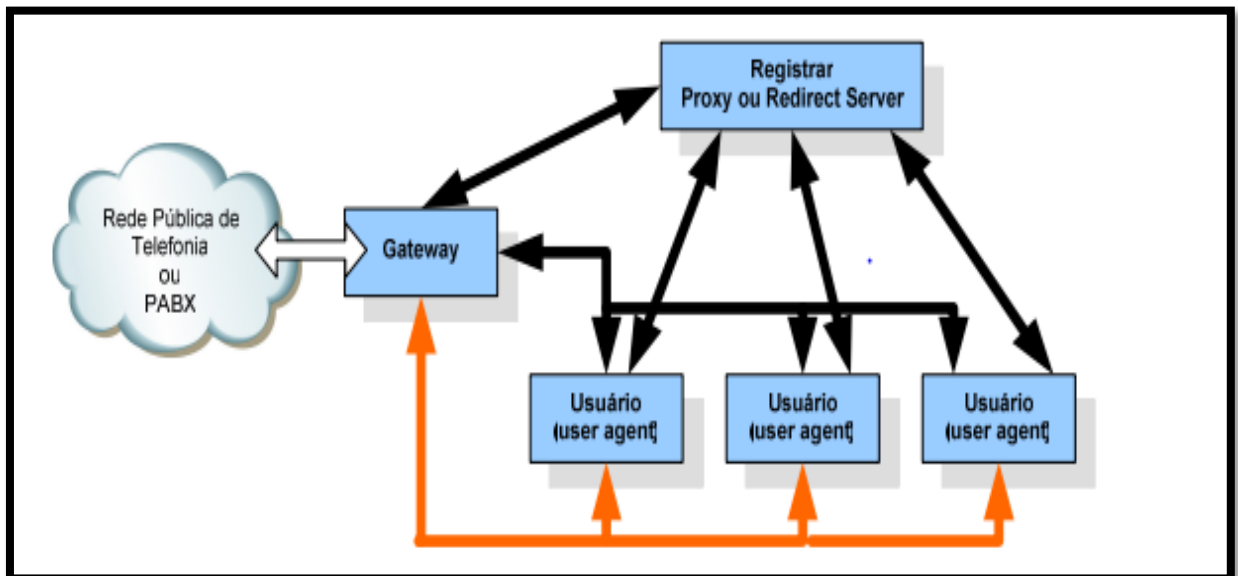 Registrar
Proxy ou Redirect Server
Rede Pública de
Telefonia
ou
PABX
Gateway
Usuário
(user agent)
Usuário
(user agent)
Usuário
(user agent)